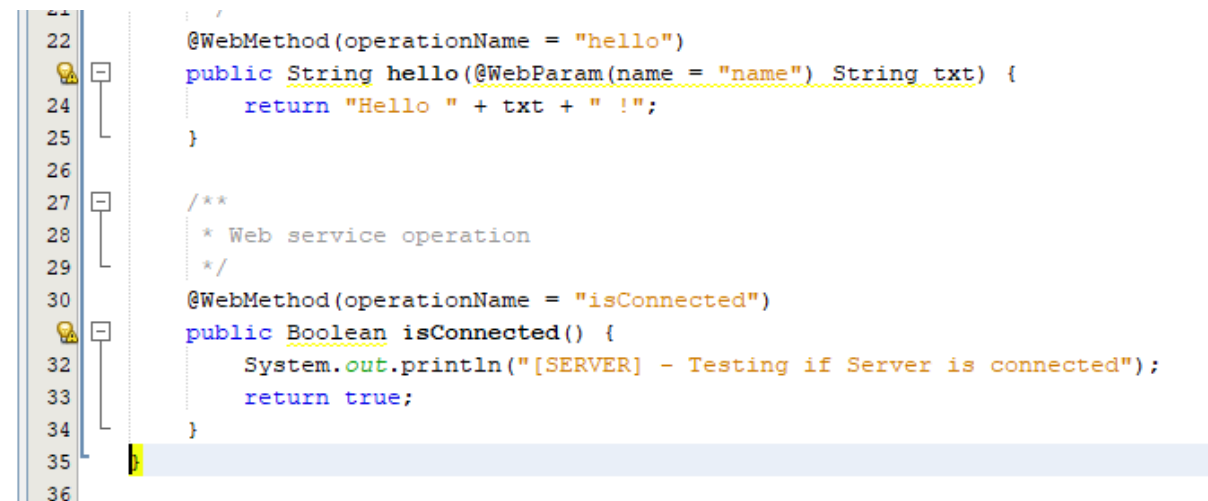 21 */
22 @WebMethod(operationName = "hello")
public String hello(@WebParam(name = "name") String txt) {
24 return "Hello " + txt + " !";
25 }
26
27 /**
28 * Web service operation
29 */
30 @WebMethod(operationName = "isConnected")
public Boolean isConnected() {
32 System.out.println("[SERVER] - Testing if Server is connected");
33 return true;
34 }
35 }
36